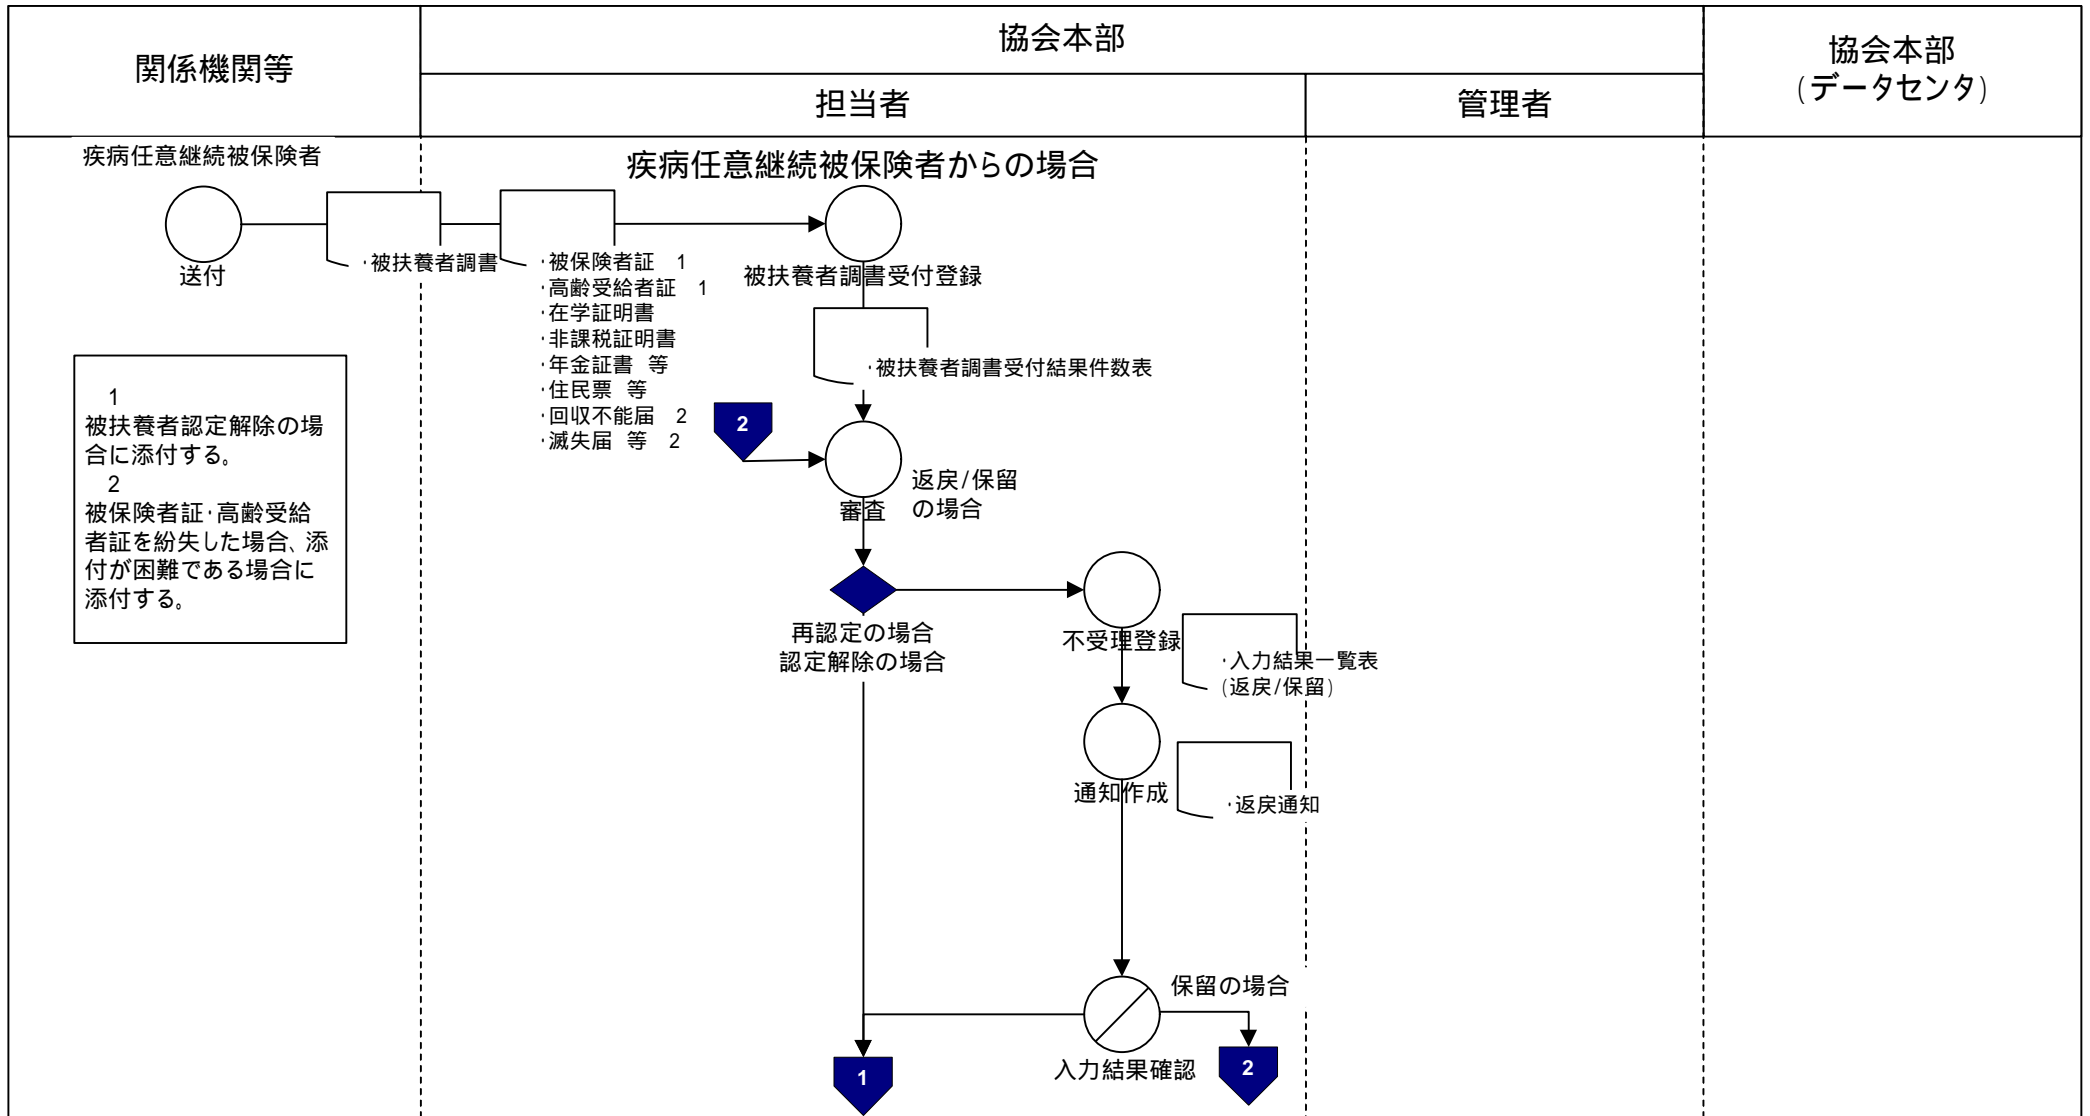 関係機関等
協会本部
担当者
管理者
協会本部
(データセンタ)
疾病任意継続被保険者
疾病任意継続被保険者からの場合
送付
･被扶養者調書
･被保険者証 1
･高齢受給者証 1
･在学証明書
･非課税証明書
･年金証書 等
･住民票 等
･回収不能届 2
･滅失届 等 2
被扶養者調書受付登録
･被扶養者調書受付結果件数表
1
被扶養者認定解除の場
合に添付する。
2
被保険者証･高齢受給
者証を紛失した場合、添
付が困難である場合に
添付する。
2
審査
返戻/保留
の場合
再認定の場合
認定解除の場合
不受理登録
･入力結果一覧表
(返戻/保留)
通知作成
･返戻通知
保留の場合
入力結果確認
1
2